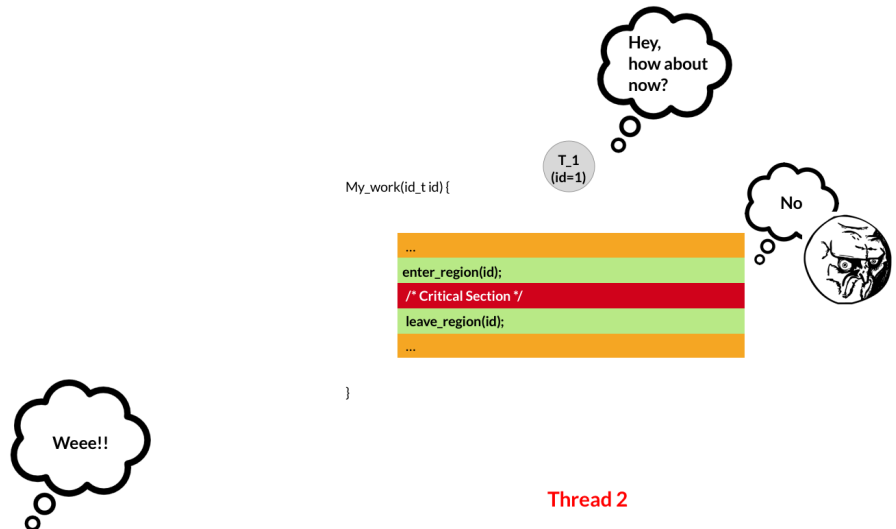 Hey,
how about
now?
T_1
(id=1)
My_work(id_t id) {
No
...
enter_region(id);
/* Critical Section */
leave_region(id);
...
}
Weee!!
Thread 2